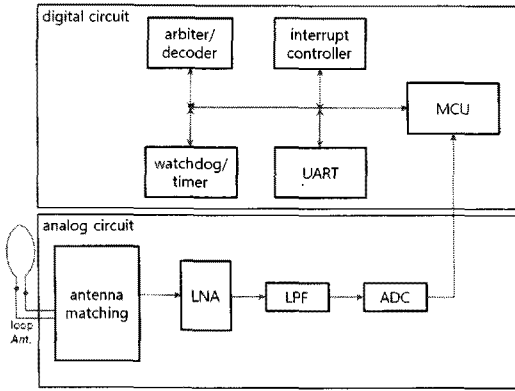 digital circuit
arbiter/
decoder
interrupt
controller
MCU
watchdog/
timer
UART
analog circuit
antenna
matching
LNA
LPF
ADC
loop
Ant.